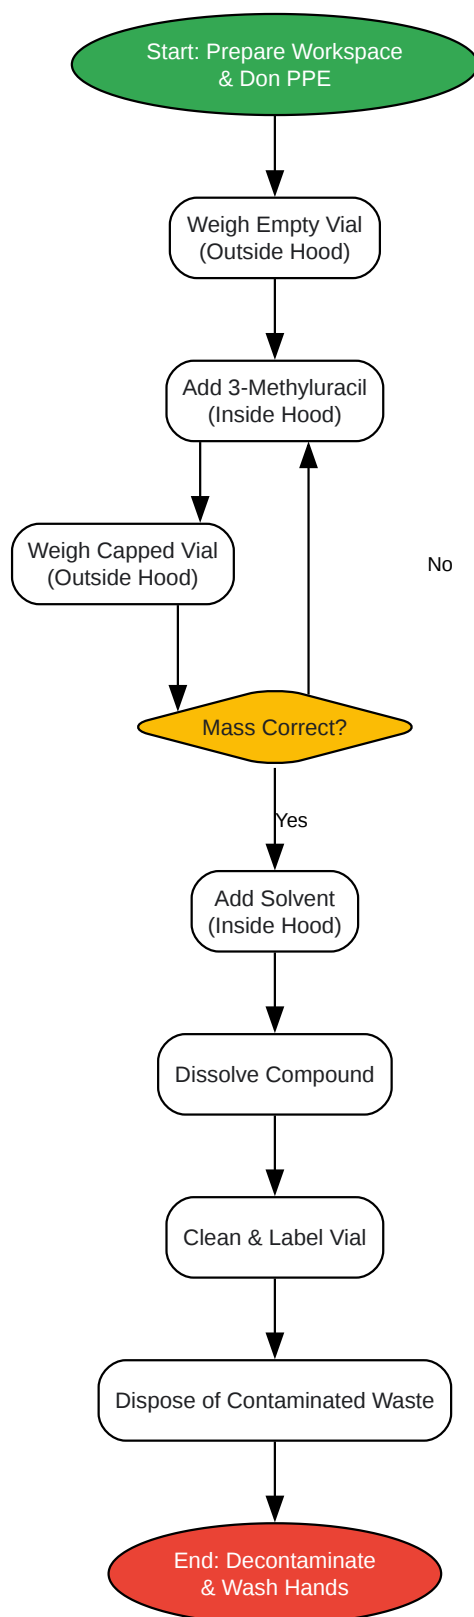 Start: Prepare Workspace
& Don PPE
Weigh Empty Vial
(Outside Hood)
Add 3-Methyluracil
(Inside Hood)
Weigh Capped Vial
(Outside Hood)
No
Mass Correct?
Yes
Add Solvent
(Inside Hood)
Dissolve Compound
Clean & Label Vial
Dispose of Contaminated Waste
End: Decontaminate
& Wash Hands